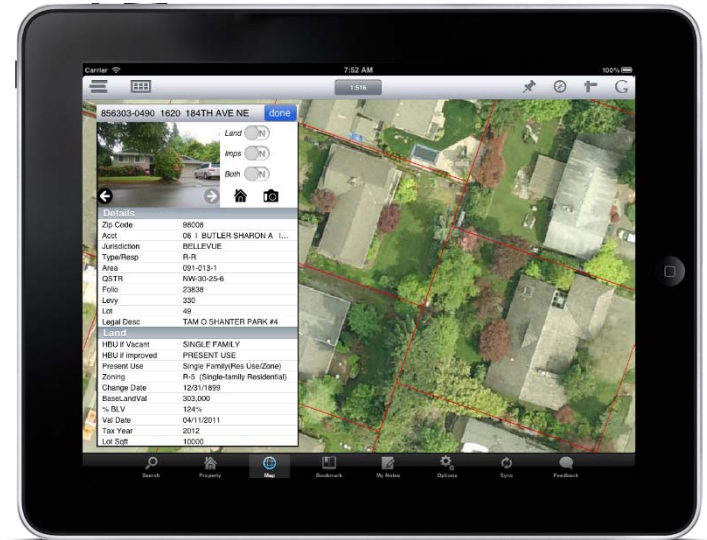 Carrier 7:52 AM 100%
1:516 G
856303-0490 1620 184TH AVE NE done
Land N
Imps N
Both N
Details
Zip Code 98008
Acct 06 I BUTLER SHARON A I...
Jurisdiction BELLEVUE
Type/Resp R-R
Area 091-013-1
QSTR NW-30-25-6
Folio 23838
Levy 330
Lot 49
Legal Desc TAM O SHANTER PARK #4
Land
HBU if Vacant SINGLE FAMILY
HBU if improved PRESENT USE
Present Use Single Family(Res Use/Zone)
Zoning R-5 (Single-family Residential)
Change Date 12/31/1899
BaseLandVal 303,000
% BLV 124%
Val Date 04/11/2011
Tax Year 2012
Lot Sqft 10000
Search Property Map Bookmark My Notes Options Sync Feedback